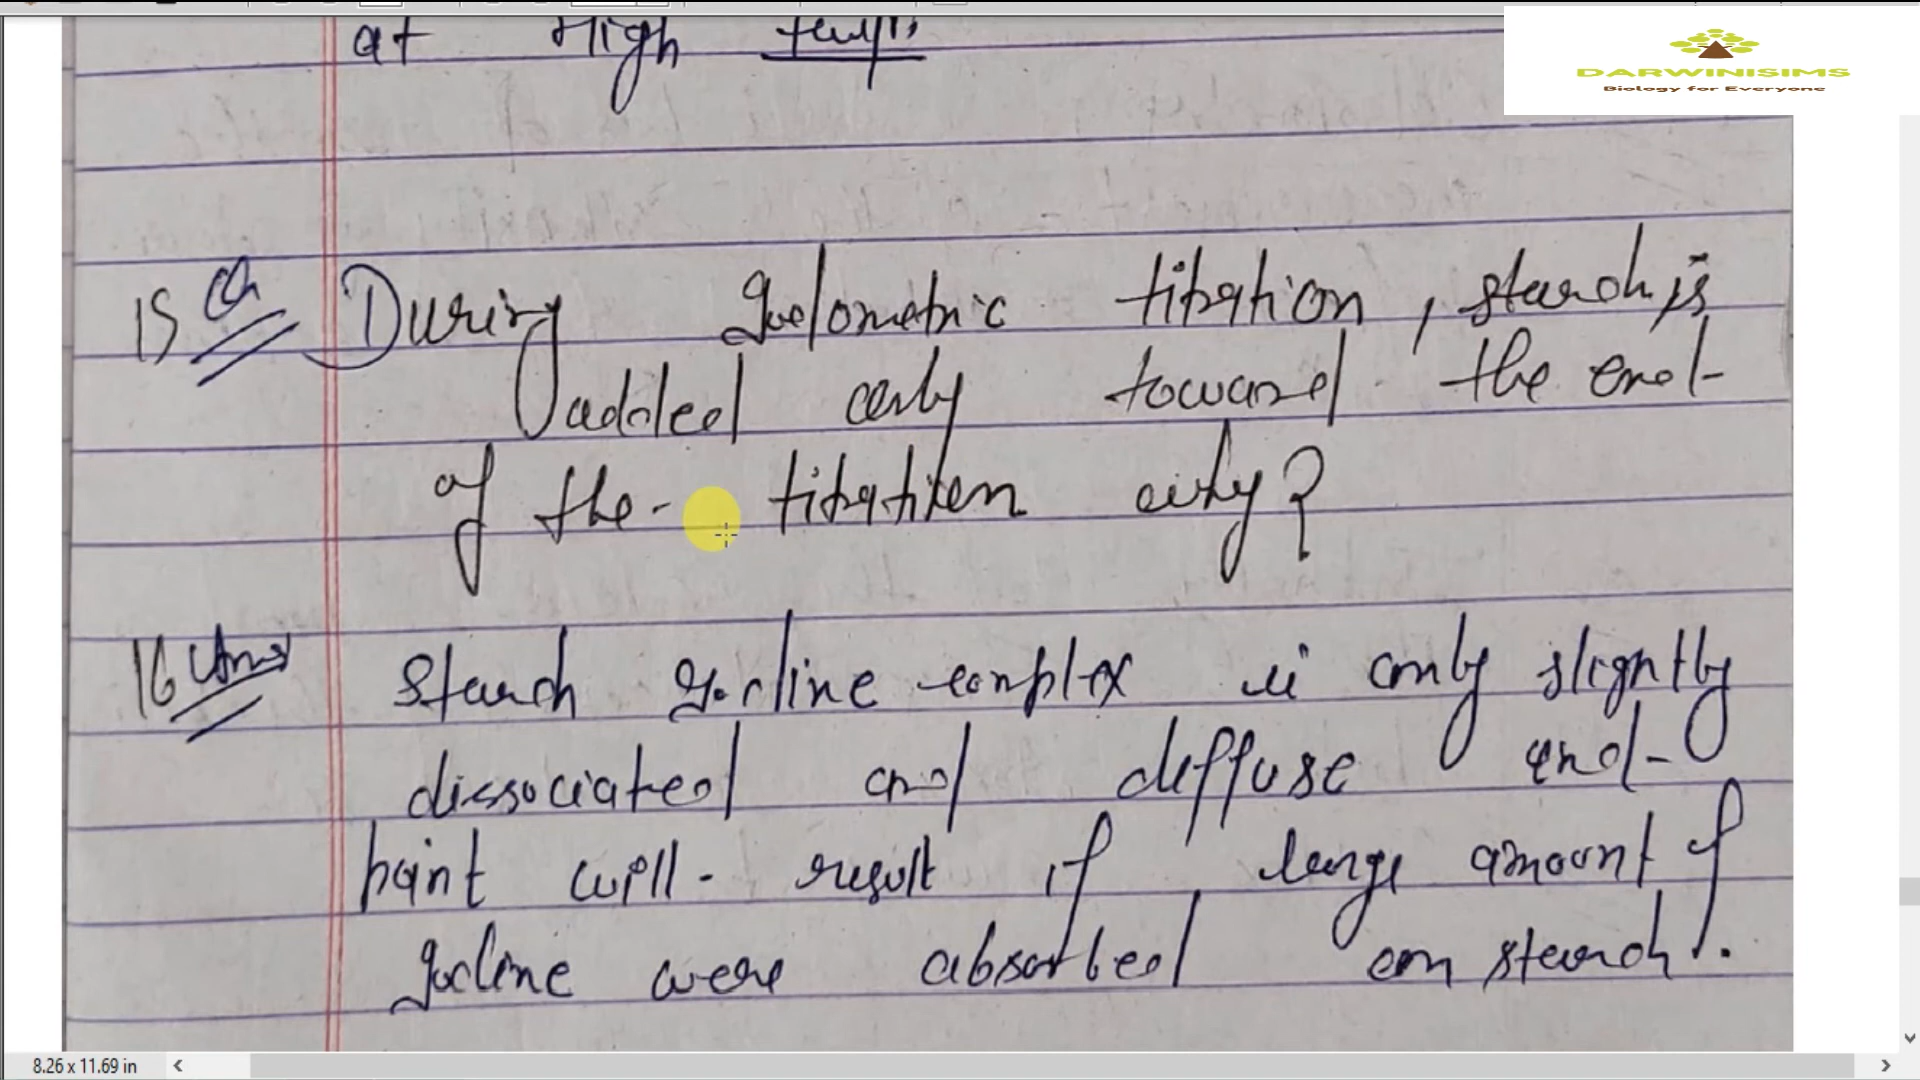 at High temp.
DARWINISIMS
Biology for Everyone
15 Q During Iodometric titration, starch is
added only toward the end
of the titration why?
16 Ans Starch Iodine complex is only slightly
dissociated and diffuse end
point will result if large amount of
Iodine were absorbed on starch.
8.26 x 11.69 in